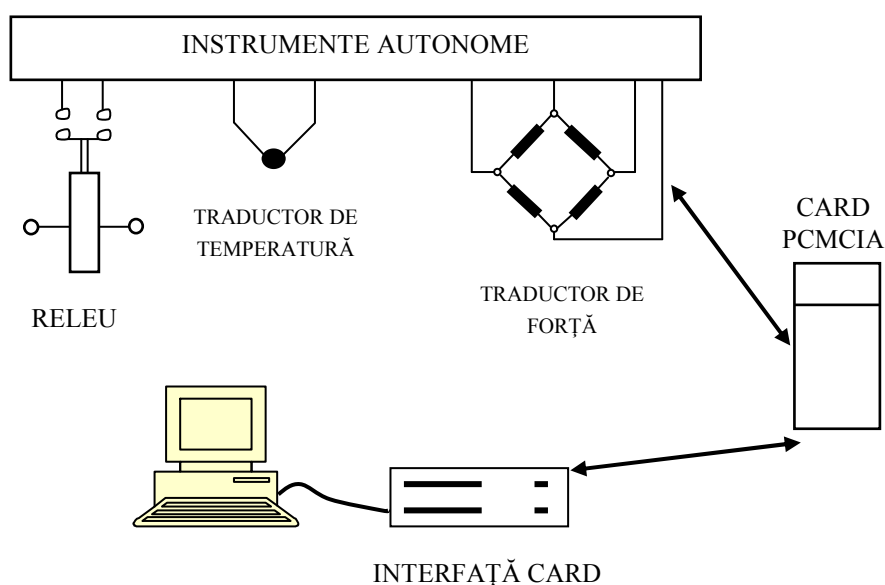 INSTRUMENTE AUTONOME
TRADUCTOR DE
TEMPERATURĂ
CARD
PCMCIA
TRADUCTOR DE
FORȚĂ
RELEU
INTERFAȚĂ CARD